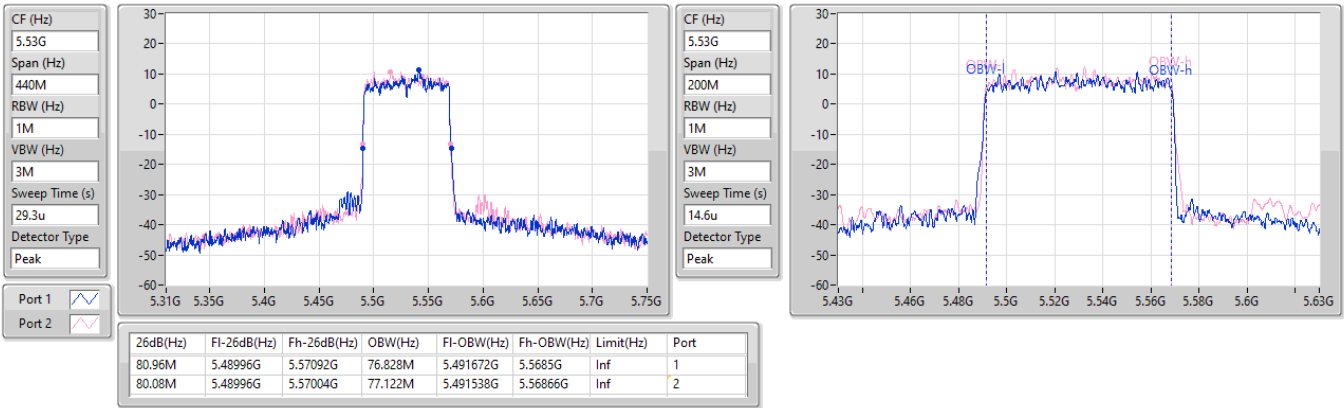 CF (Hz)
5.53G
Span (Hz)
440M
RBW (Hz)
1M
VBW (Hz)
3M
Sweep Time (s)
29.3u
Detector Type
Peak
Port 1
Port 2
30
20
10
0
-10
-20
-30
-40
-50
-60
5.31G 5.35G 5.4G 5.45G 5.5G 5.55G 5.6G 5.65G 5.7G 5.75G
CF (Hz)
5.53G
Span (Hz)
200M
RBW (Hz)
1M
VBW (Hz)
3M
Sweep Time (s)
14.6u
Detector Type
Peak
30
20
10
0
-10
-20
-30
-40
-50
-60
OBW-l OBW-h
OBW-l OBW-h
5.43G 5.46G 5.48G 5.5G 5.52G 5.54G 5.56G 5.58G 5.6G 5.63G
26dB(Hz) Fl-26dB(Hz) Fh-26dB(Hz) OBW(Hz) Fl-OBW(Hz) Fh-OBW(Hz) Limit(Hz) Port
80.96M 5.48996G 5.57092G 76.828M 5.491672G 5.5685G Inf 1
80.08M 5.48996G 5.57004G 77.122M 5.491538G 5.56866G Inf 2